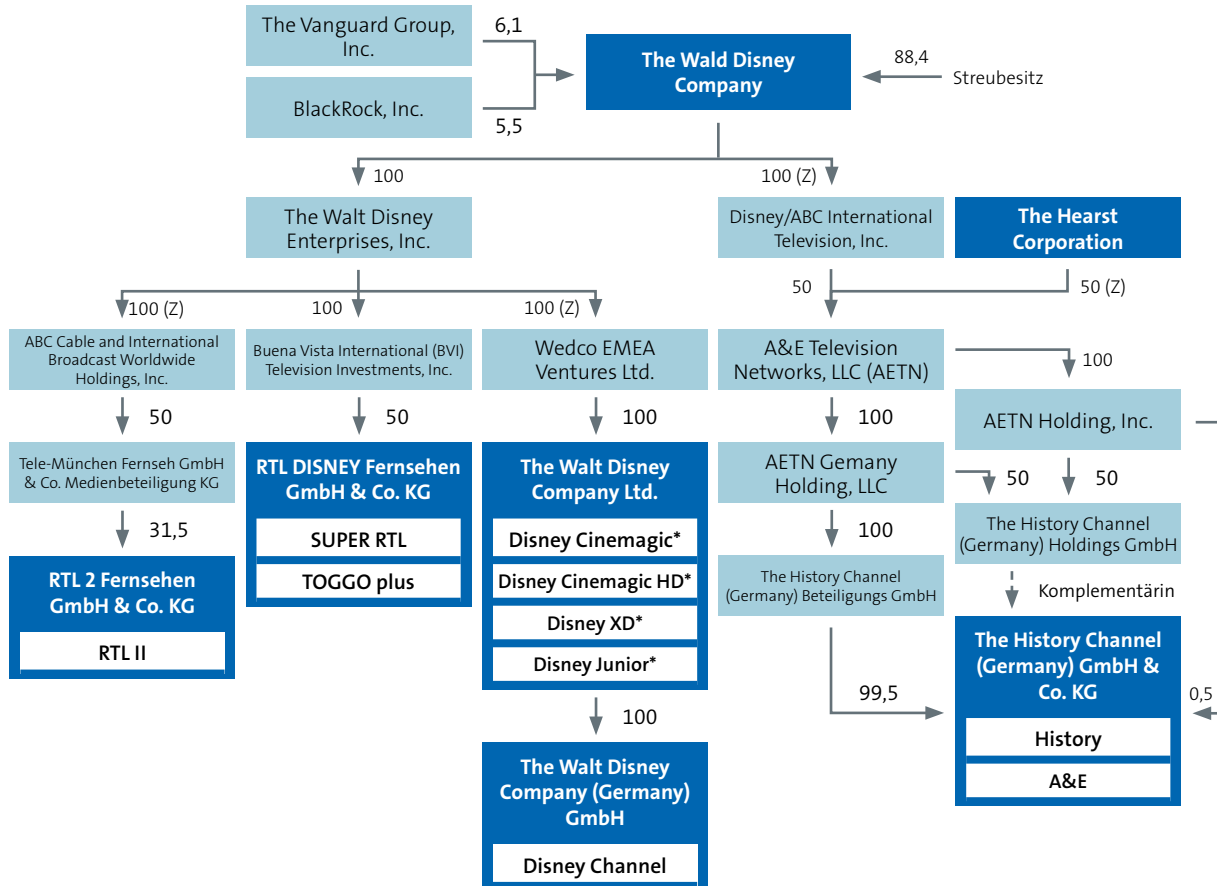 The Vanguard Group,
Inc.
6,1
The Wald Disney
Company
88,4
Streubesitz
BlackRock, Inc.
5,5
100
100 (Z)
The Walt Disney
Enterprises, Inc.
Disney/ABC International
Television, Inc.
The Hearst
Corporation
100 (Z)
100
100 (Z)
50
50 (Z)
ABC Cable and International
Broadcast Worldwide
Holdings, Inc.
Buena Vista International (BVI)
Television Investments, Inc.
Wedco EMEA
Ventures Ltd.
A&E Television
Networks, LLC (AETN)
100
50
50
100
100
AETN Holding, Inc.
Tele-München Fernseh GmbH
& Co. Medienbeteiligung KG
RTL DISNEY Fernsehen
GmbH & Co. KG
SUPER RTL
TOGGO plus
The Walt Disney
Company Ltd.
Disney Cinemagic*
Disney Cinemagic HD*
Disney XD*
Disney Junior*
AETN Gemany
Holding, LLC
50
50
31,5
100
The History Channel
(Germany) Holdings GmbH
RTL 2 Fernsehen
GmbH & Co. KG
RTL II
The History Channel
(Germany) Beteiligungs GmbH
Komplementärin
The History Channel
(Germany) GmbH &
Co. KG
History
A&E
99,5
0,5
100
The Walt Disney
Company (Germany)
GmbH
Disney Channel